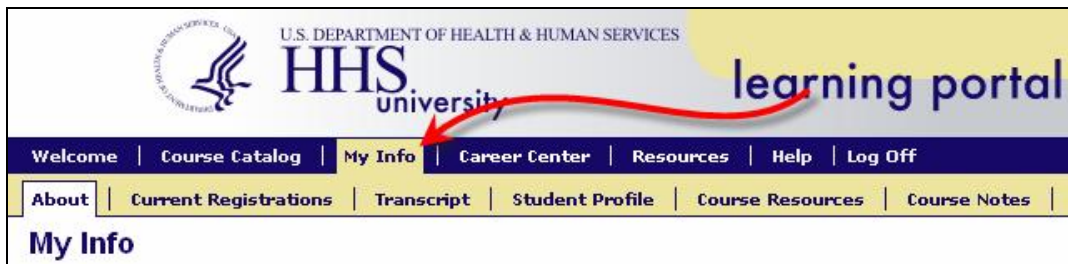 U.S. DEPARTMENT OF HEALTH & HUMAN SERVICES
HHS
university
learning portal
Welcome | Course Catalog | My Info | Career Center | Resources | Help | Log Off
About | Current Registrations | Transcript | Student Profile | Course Resources | Course Notes |
My Info